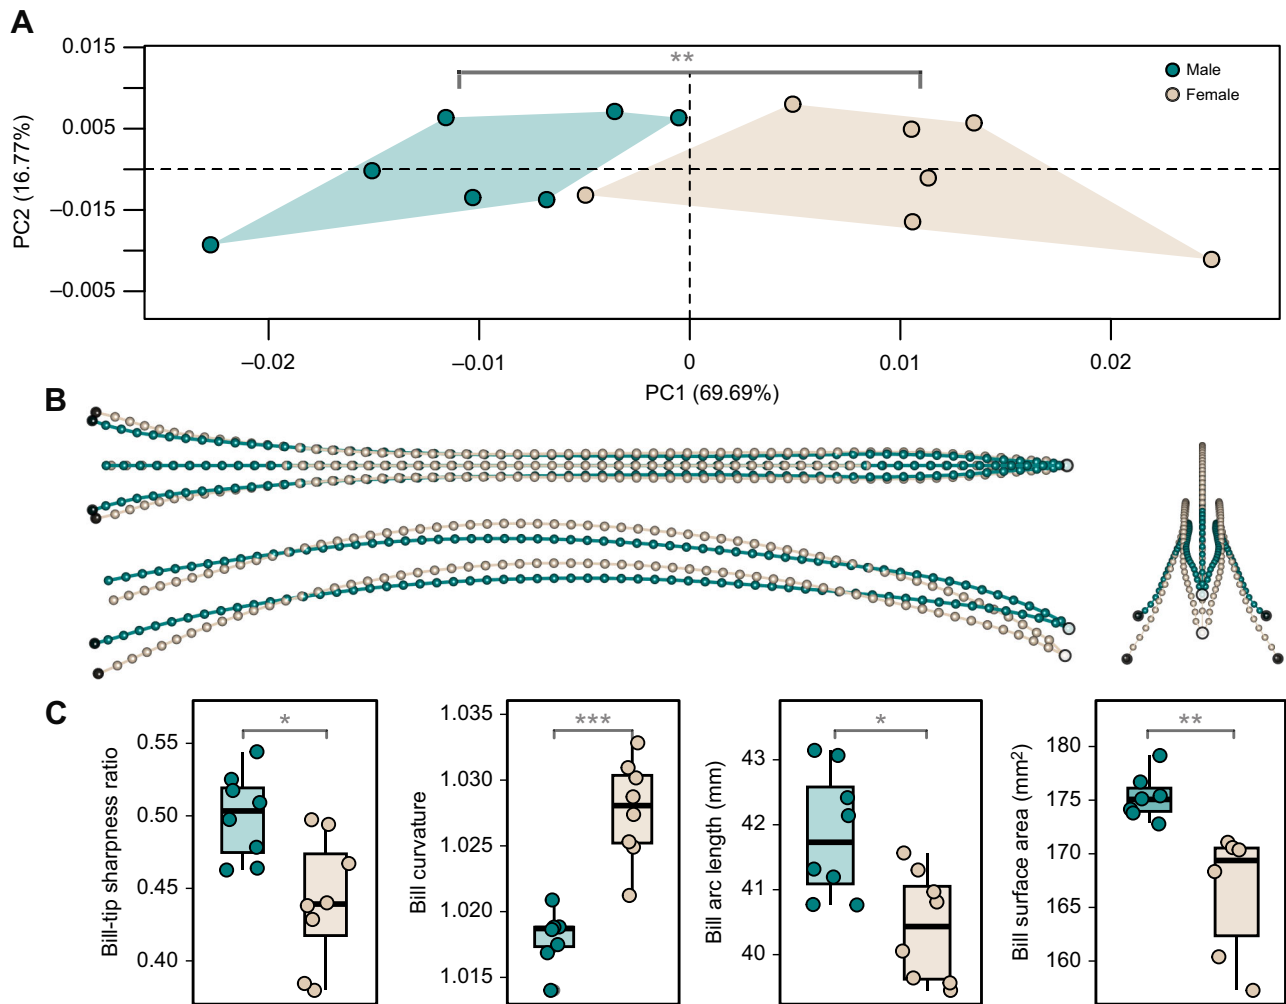 A
0.015
0.005
–0.015
–0.005
PC2 (16.77%)
**
Male
Female
–0.02
–0.01
0
0.01
0.02
PC1 (69.69%)
B
C
0.55
0.50
0.45
0.40
Bill-tip sharpness ratio
*
1.035
1.030
1.025
1.020
1.015
Bill curvature
***
43
42
41
40
Bill arc length (mm)
*
180
175
170
165
160
Bill surface area (mm²)
**